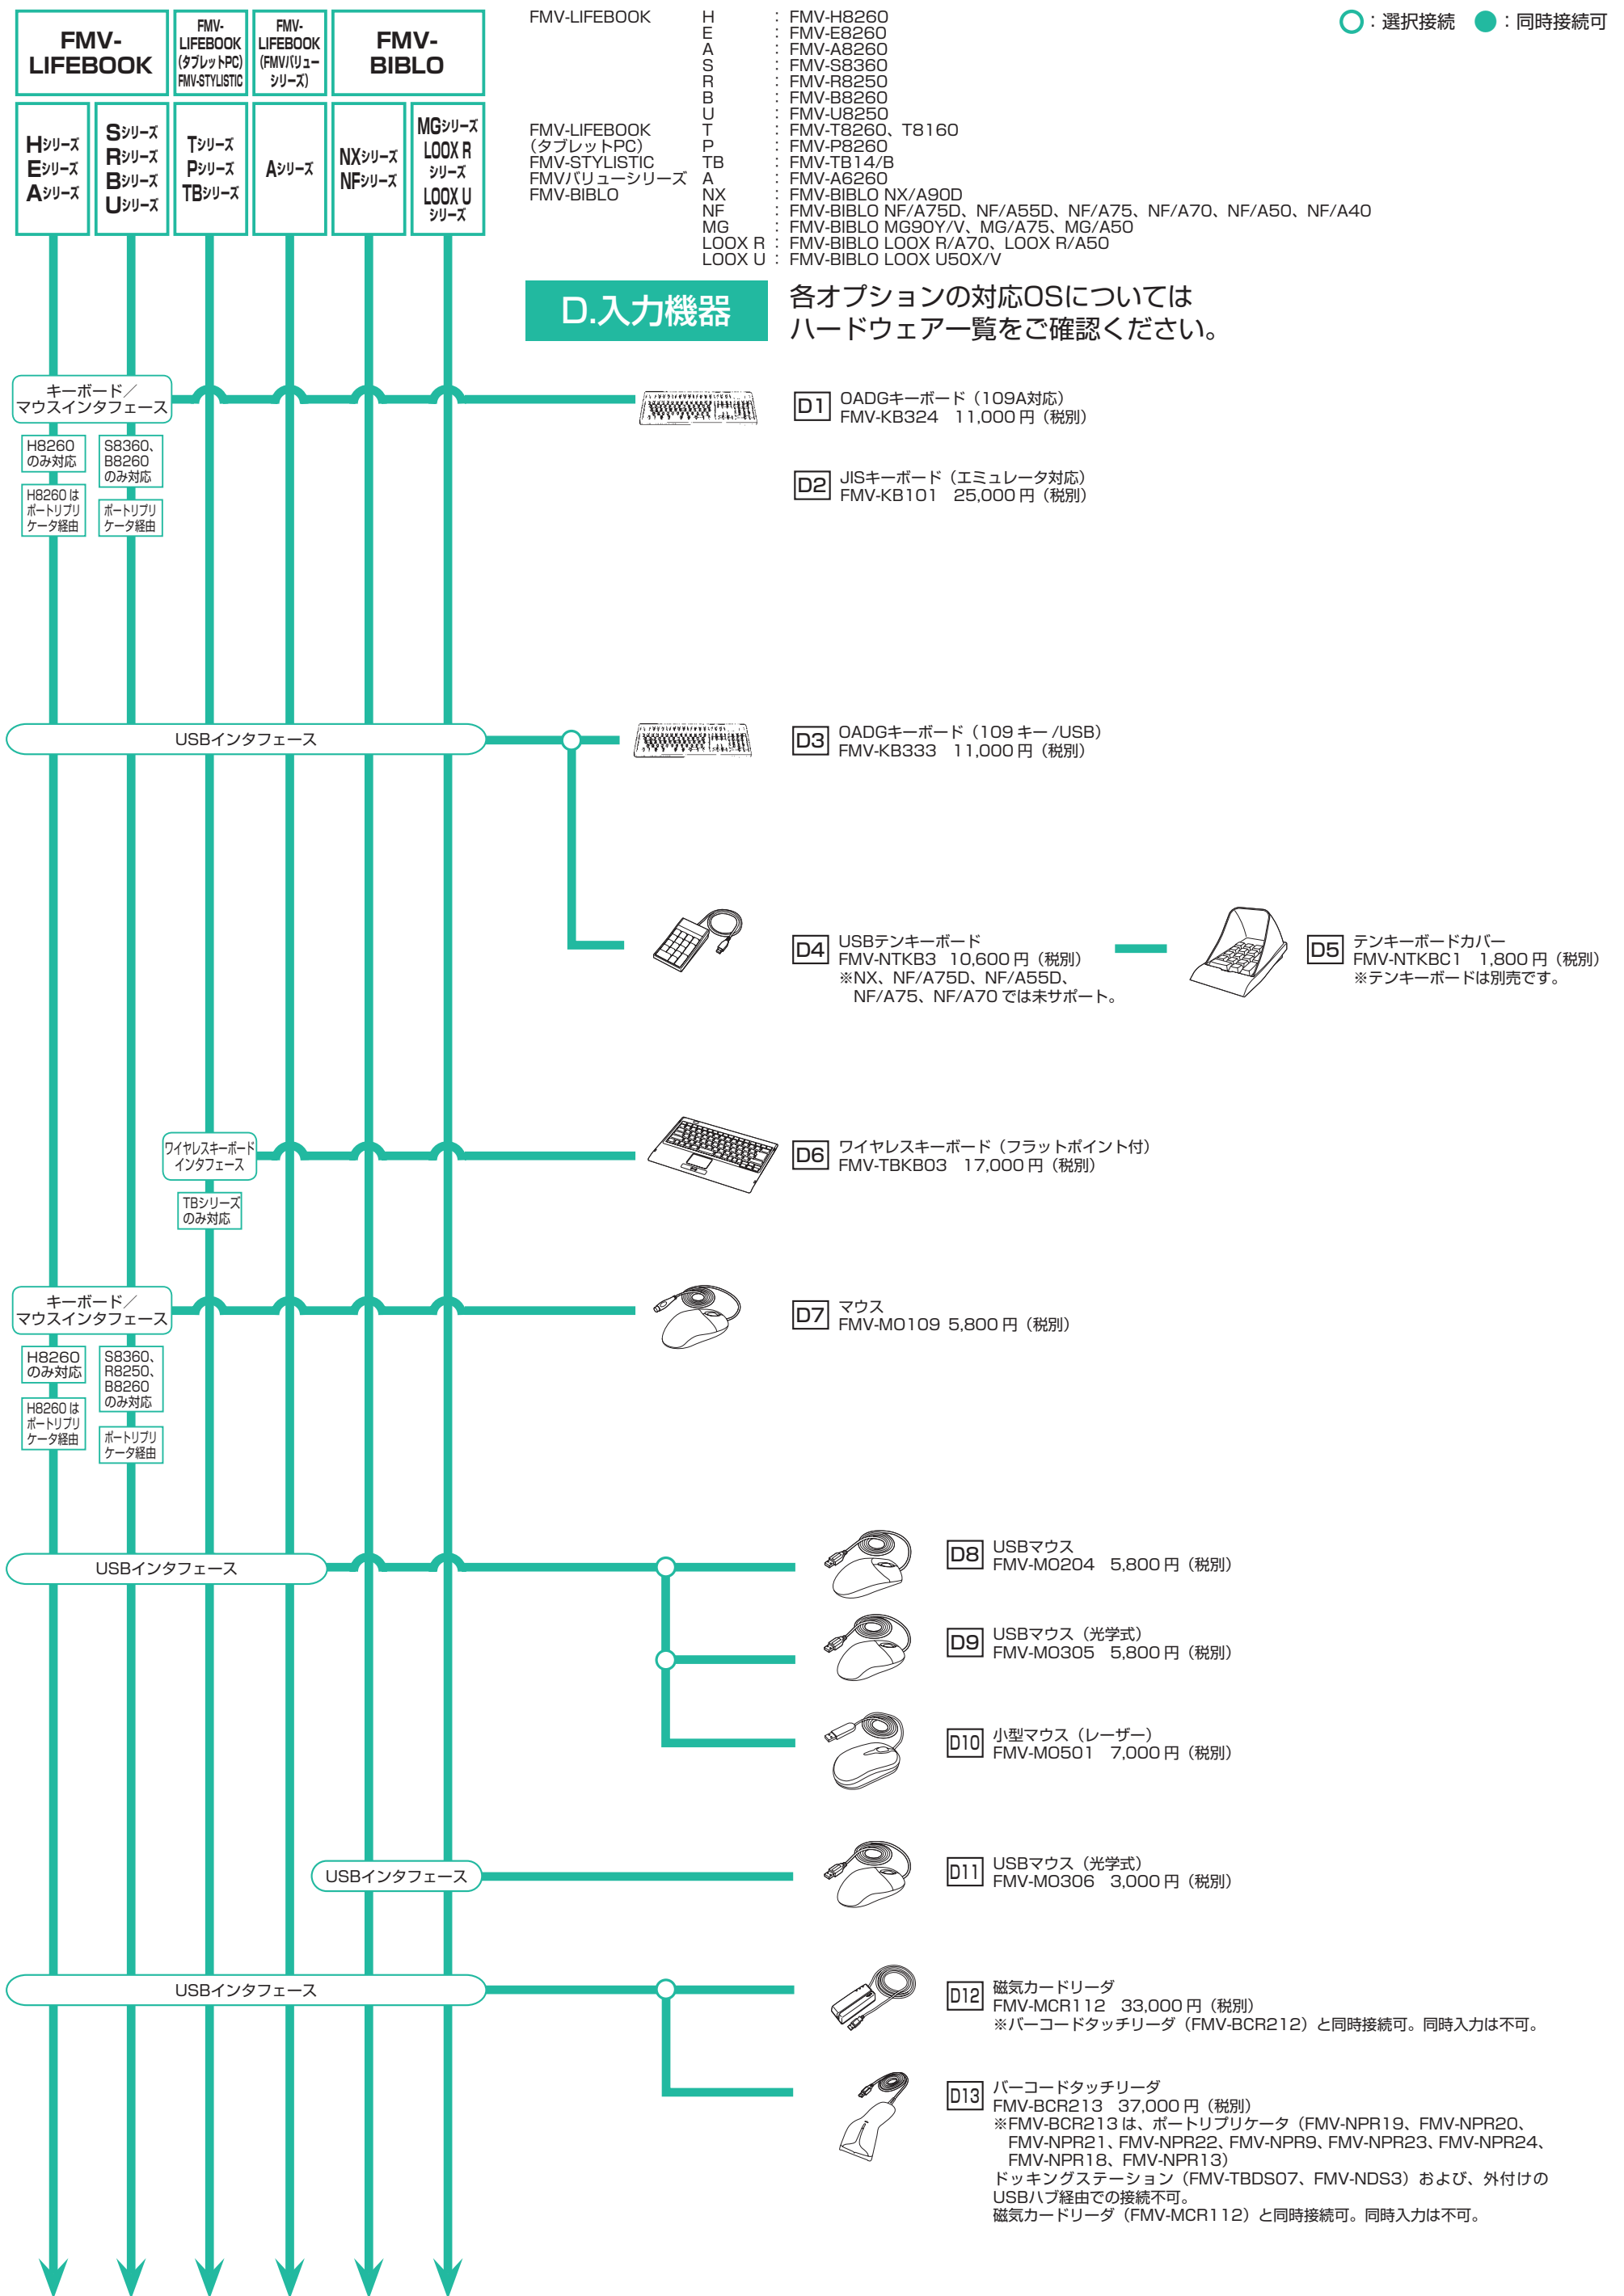 FMV-
LIFEBOOK
FMV-
LIFEBOOK
(タブレットPC)
FMV-STYLISTIC
FMV-
LIFEBOOK
(FMVバリュー
シリーズ)
FMV-
BIBLO
Hシリーズ
Eシリーズ
Aシリーズ
Sシリーズ
Rシリーズ
Bシリーズ
Uシリーズ
Tシリーズ
Pシリーズ
TBシリーズ
Aシリーズ
NXシリーズ
NFシリーズ
MGシリーズ
LOOX R
シリーズ
LOOX U
シリーズ
FMV-LIFEBOOK H : FMV-H8260
E : FMV-E8260
A : FMV-A8260
S : FMV-S8360
R : FMV-R8250
B : FMV-B8260
U : FMV-U8250
FMV-LIFEBOOK T : FMV-T8260、T8160
(タブレットPC) P : FMV-P8260
FMV-STYLISTIC TB : FMV-TB14/B
FMVバリューシリーズ A : FMV-A6260
FMV-BIBLO NX : FMV-BIBLO NX/A90D
NF : FMV-BIBLO NF/A75D、NF/A55D、NF/A75、NF/A70、NF/A50、NF/A40
MG : FMV-BIBLO MG90Y/V、MG/A75、MG/A50
LOOX R : FMV-BIBLO LOOX R/A70、LOOX R/A50
LOOX U : FMV-BIBLO LOOX U50X/V
：選択接続 ：同時接続可
D.入力機器
各オプションの対応OSについては
ハードウェア一覧をご確認ください。
キーボード／
マウスインタフェース
H8260
のみ対応
H8260は
ポートリプリ
ケータ経由
S8360、
B8260
のみ対応
ポートリプリ
ケータ経由
D1 OADGキーボード（109A対応）
FMV-KB324 11,000円（税別）
D2 JISキーボード（エミュレータ対応）
FMV-KB101 25,000円（税別）
USBインタフェース
D3 OADGキーボード（109キー/USB）
FMV-KB333 11,000円（税別）
D4 USBテンキーボード
FMV-NTKB3 10,600円（税別）
※NX、NF/A75D、NF/A55D、
NF/A75、NF/A70では未サポート。
D5 テンキーボードカバー
FMV-NTKBC1 1,800円（税別）
※テンキーボードは別売です。
ワイヤレスキーボード
インタフェース
TBシリーズ
のみ対応
D6 ワイヤレスキーボード（フラットポイント付）
FMV-TBKB03 17,000円（税別）
キーボード／
マウスインタフェース
H8260
のみ対応
H8260は
ポートリプリ
ケータ経由
S8360、
R8250、
B8260
のみ対応
ポートリプリ
ケータ経由
D7 マウス
FMV-MO109 5,800円（税別）
USBインタフェース
D8 USBマウス
FMV-MO204 5,800円（税別）
D9 USBマウス（光学式）
FMV-MO305 5,800円（税別）
D10 小型マウス（レーザー）
FMV-MO501 7,000円（税別）
USBインタフェース
D11 USBマウス（光学式）
FMV-MO306 3,000円（税別）
USBインタフェース
D12 磁気カードリーダ
FMV-MCR112 33,000円（税別）
※バーコードタッチリーダ（FMV-BCR212）と同時接続可。同時入力は不可。
D13 バーコードタッチリーダ
FMV-BCR213 37,000円（税別）
※FMV-BCR213は、ポートリプリケータ（FMV-NPR19、FMV-NPR20、
FMV-NPR21、FMV-NPR22、FMV-NPR9、FMV-NPR23、FMV-NPR24、
FMV-NPR18、FMV-NPR13）
ドッキングステーション（FMV-TBDS07、FMV-NDS3）および、外付けの
USBハブ経由での接続不可。
磁気カードリーダ（FMV-MCR112）と同時接続可。同時入力は不可。